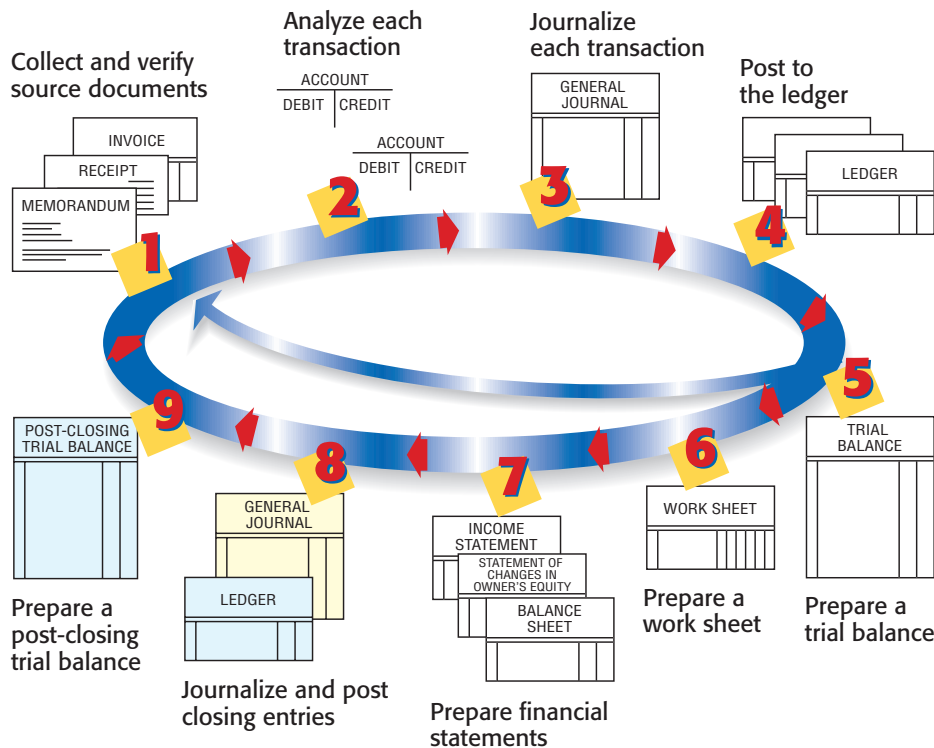 Collect and verify
source documents
INVOICE
RECEIPT
MEMORANDUM
1
Analyze each
transaction
ACCOUNT
DEBIT CREDIT
ACCOUNT
DEBIT CREDIT
2
Journalize
each transaction
GENERAL
JOURNAL
3
Post to
the ledger
LEDGER
4
5
TRIAL
BALANCE
Prepare a
trial balance
6
WORK SHEET
Prepare a
work sheet
7
INCOME
STATEMENT
STATEMENT OF
CHANGES IN
OWNER'S EQUITY
BALANCE
SHEET
Prepare financial
statements
8
GENERAL
JOURNAL
LEDGER
Journalize and post
closing entries
9
POST-CLOSING
TRIAL BALANCE
Prepare a
post-closing
trial balance